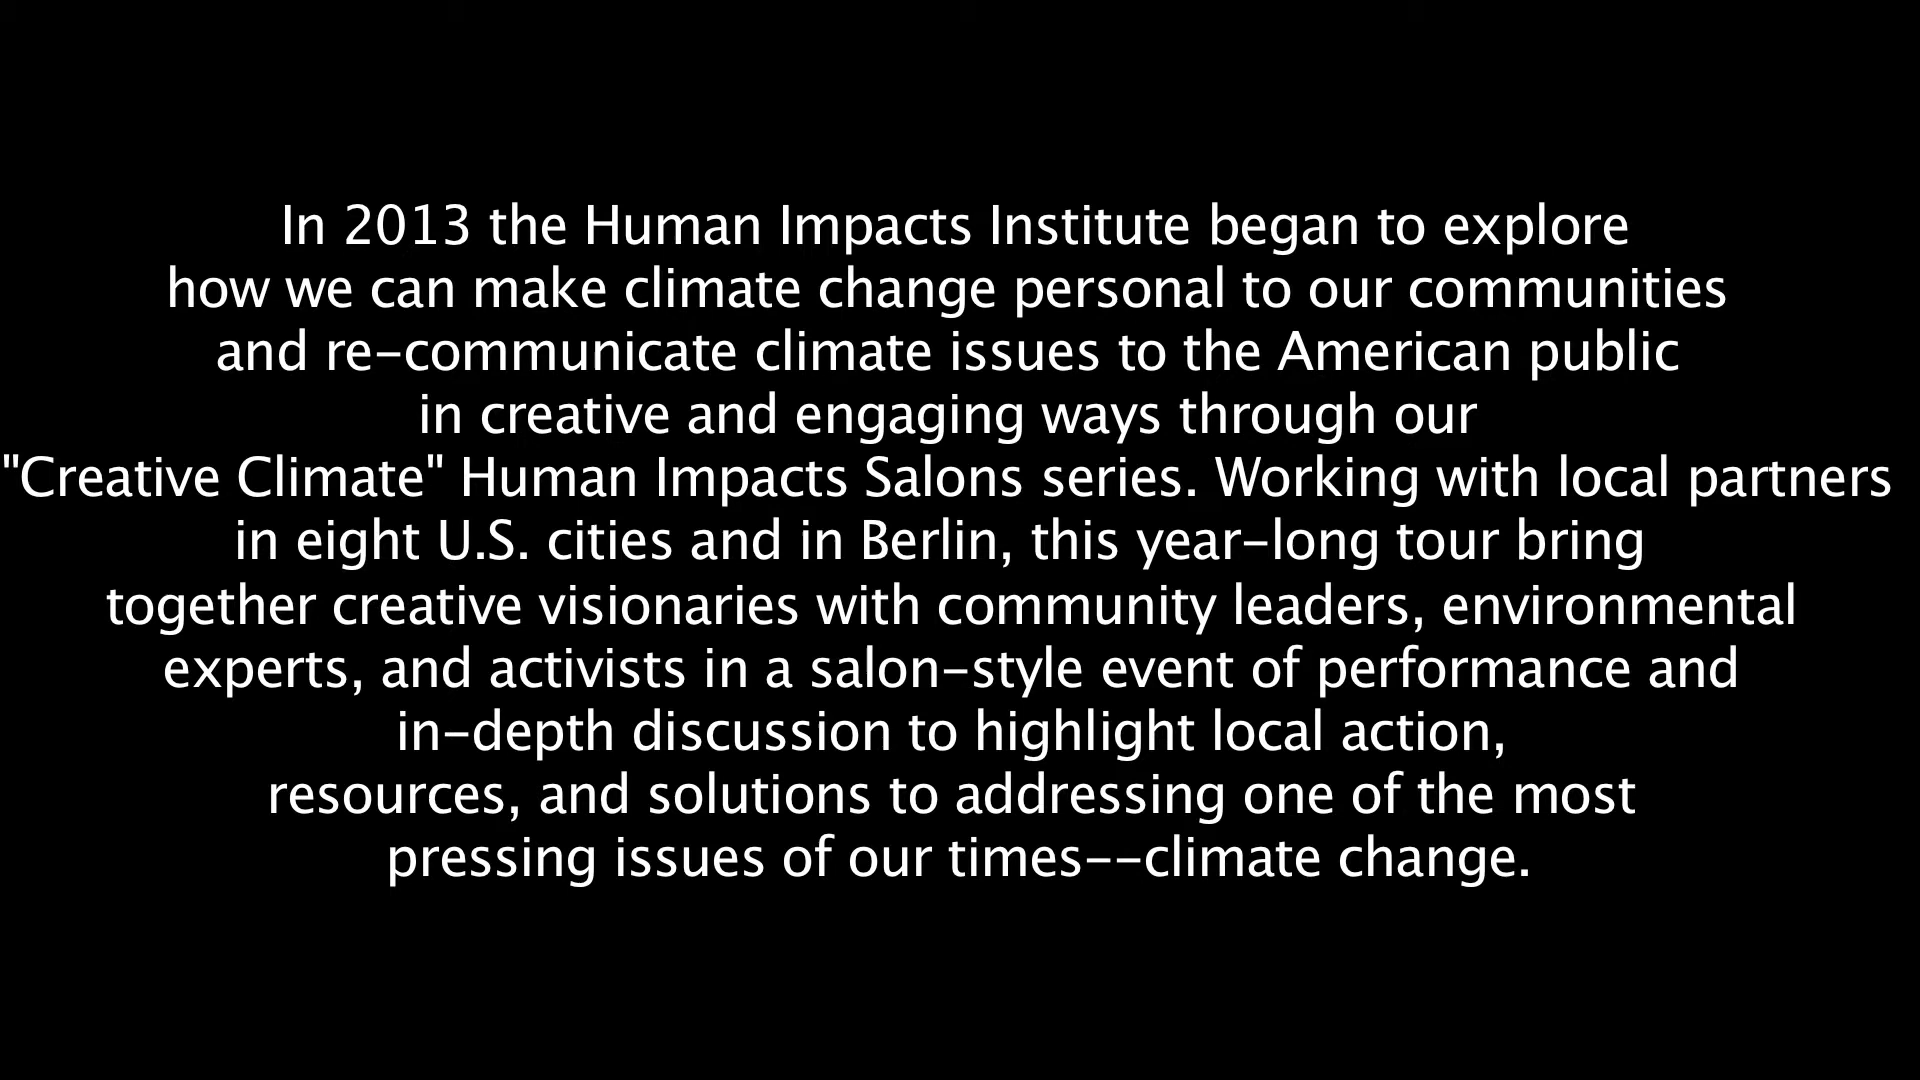 In 2013 the Human Impacts Institute began to explore
how we can make climate change personal to our communities
and re-communicate climate issues to the American public
in creative and engaging ways through our
"Creative Climate" Human Impacts Salons series. Working with local partners
in eight U.S. cities and in Berlin, this year-long tour bring
together creative visionaries with community leaders, environmental
experts, and activists in a salon-style event of performance and
in-depth discussion to highlight local action,
resources, and solutions to addressing one of the most
pressing issues of our times--climate change.